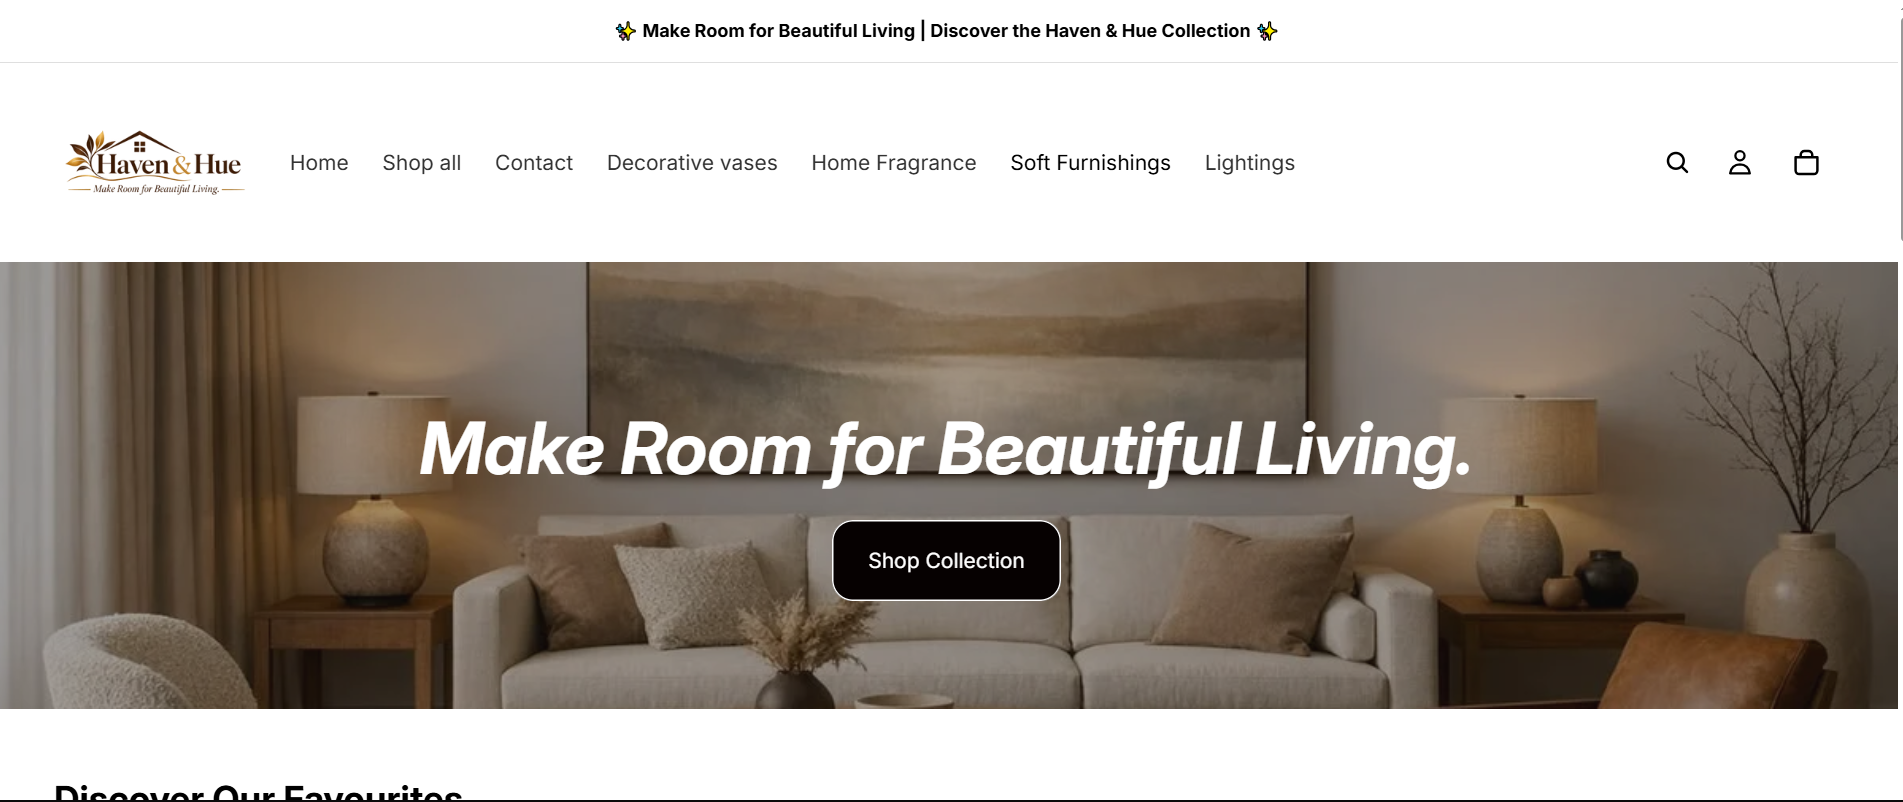 ✨ Make Room for Beautiful Living | Discover the Haven & Hue Collection ✨
Haven & Hue
Make Room for Beautiful Living.
Home Shop all Contact Decorative vases Home Fragrance Soft Furnishings Lightings
Make Room for Beautiful Living.
Shop Collection
Discover Our Favourites